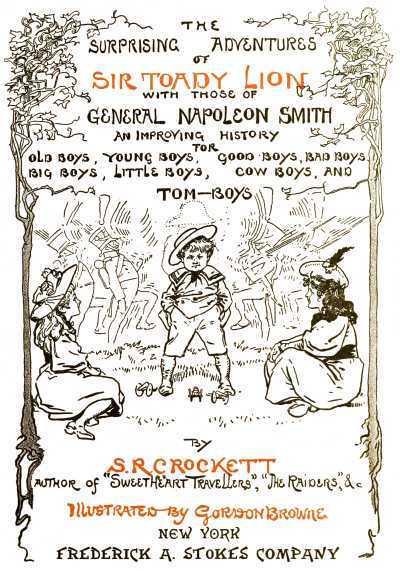 THE
SURPRISING ADVENTURES
OF
SIR TOADY LION
WITH THOSE OF
GENERAL NAPOLEON SMITH
AN IMPROVING HISTORY
FOR
OLD BOYS, YOUNG BOYS, GOOD BOYS, BAD BOYS,
BIG BOYS, LITTLE BOYS, COW BOYS, AND
TOM-BOYS
BY
S.R CROCKETT
AUTHOR OF "SWEETHEART TRAVELLERS", "THE RAIDERS", &c
ILLUSTRATED BY GORDON BROWNE
NEW YORK
FREDERICK A. STOKES COMPANY